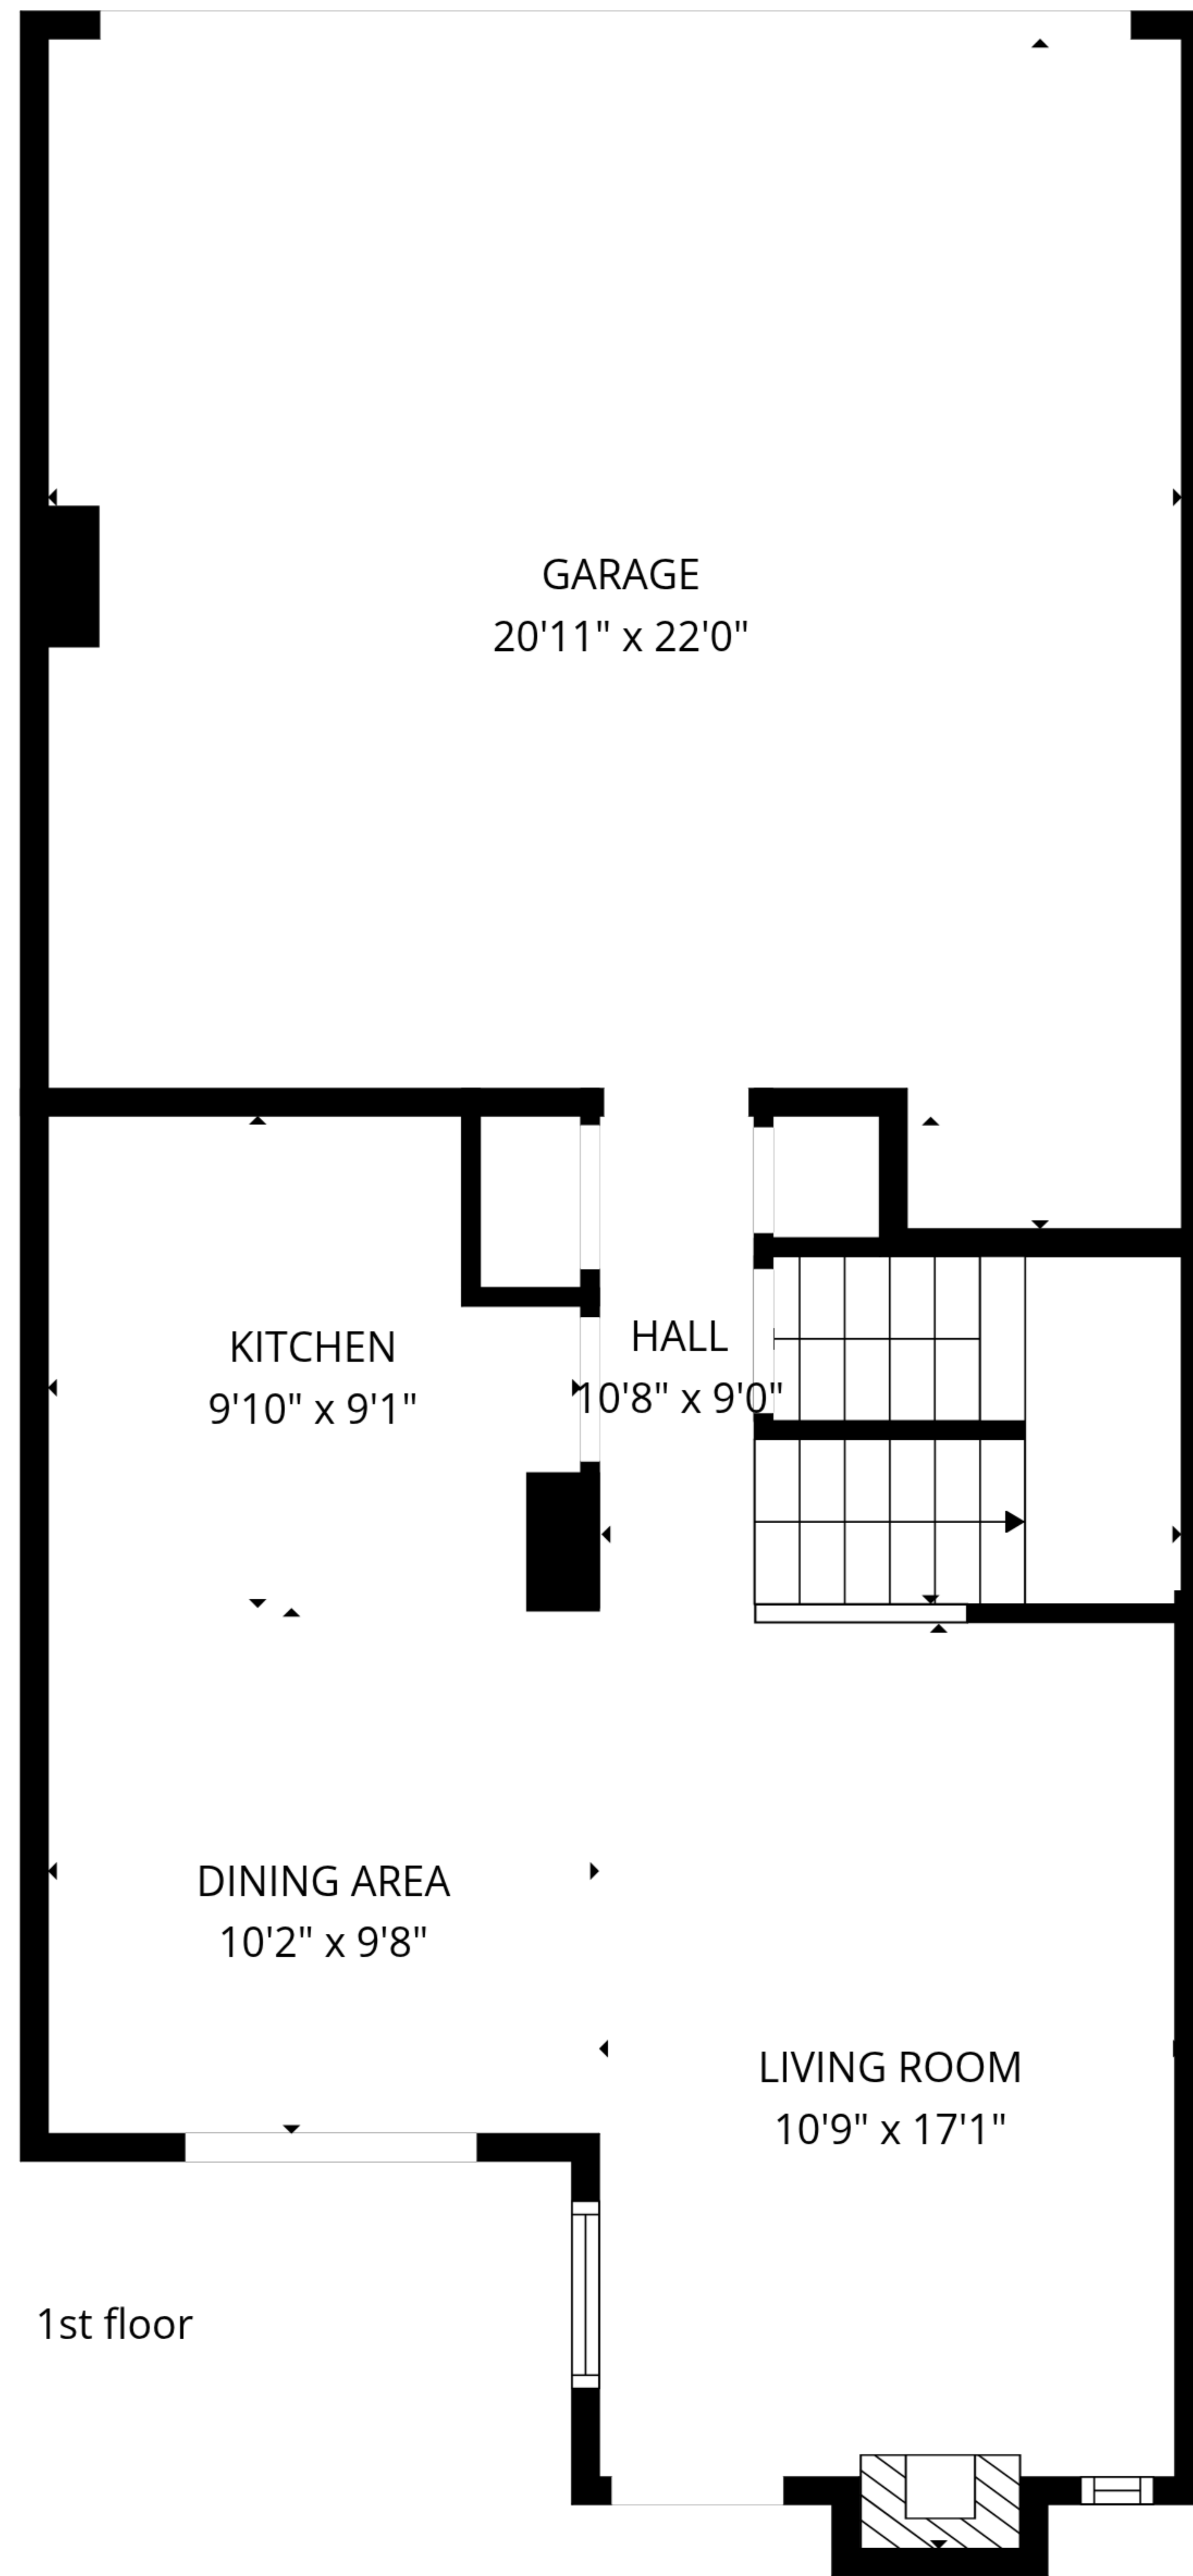 GARAGE
20'11" x 22'0"
KITCHEN
9'10" x 9'1"
HALL
10'8" x 9'0"
DINING AREA
10'2" x 9'8"
LIVING ROOM
10'9" x 17'1"
1st floor